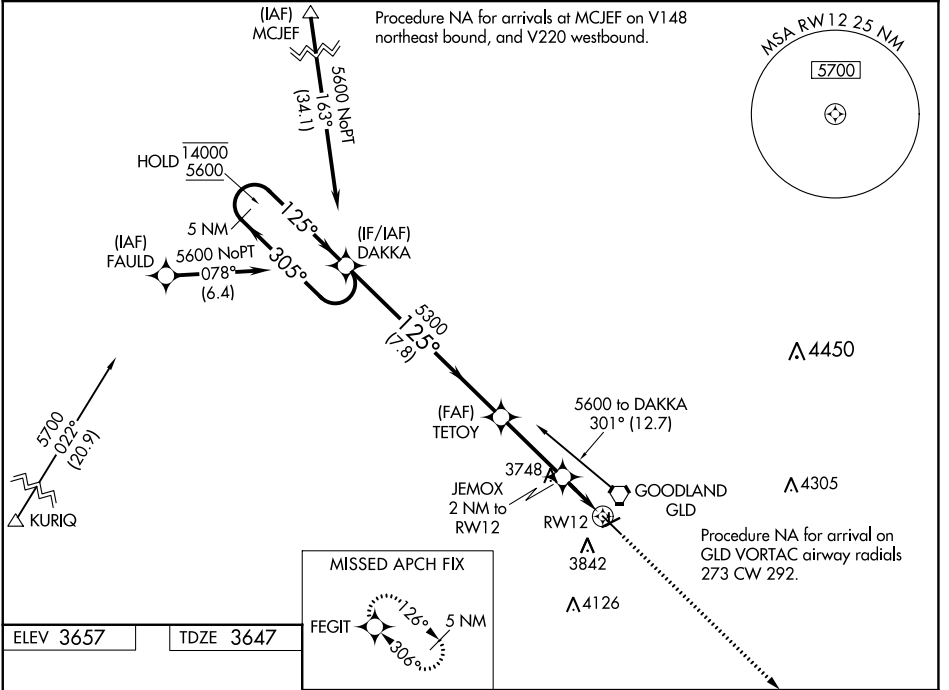 (IAF)
MCJEF
Procedure NA for arrivals at MCJEF on V148
northeast bound, and V220 westbound.
MSA RW12 25 NM
5700
5600 NoPT
163°
(34.1)
HOLD 14000
5600
5 NM
125°
305°
(IF/IAF)
DAKKA
(IAF)
FAULD
5600 NoPT
078°
(6.4)
5300
125°
(7.8)
4450
5700
022°
(20.9)
KURIQ
(FAF)
TETOY
5600 to DAKKA
301° (12.7)
3748
JEMOX
2 NM to
RW12
RW12
GOODLAND
GLD
4305
3842
4126
Procedure NA for arrival on
GLD VORTAC airway radials
273 CW 292.
MISSED APCH FIX
FEGIT
126°
306°
5 NM
ELEV 3657
TDZE 3647